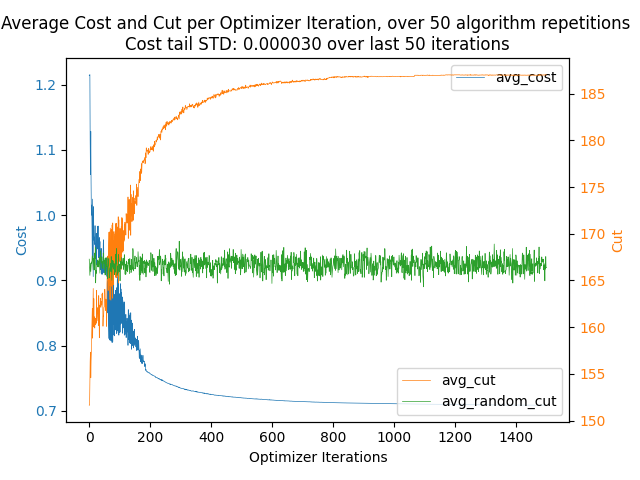 Average Cost and Cut per Optimizer Iteration, over 50 algorithm repetitions
Cost tail STD: 0.000030 over last 50 iterations
avg_cost
1.2
1.1
1.0
0.9
0.8
0.7
Cost
185
180
175
170
165
160
155
150
Cut
avg_cut
avg_random_cut
0 200 400 600 800 1000 1200 1400
Optimizer Iterations